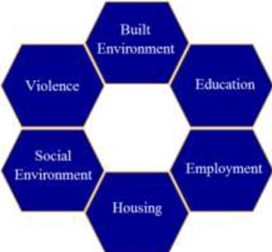 Built
Environment
Violence
Education
Social
Environment
Employment
Housing